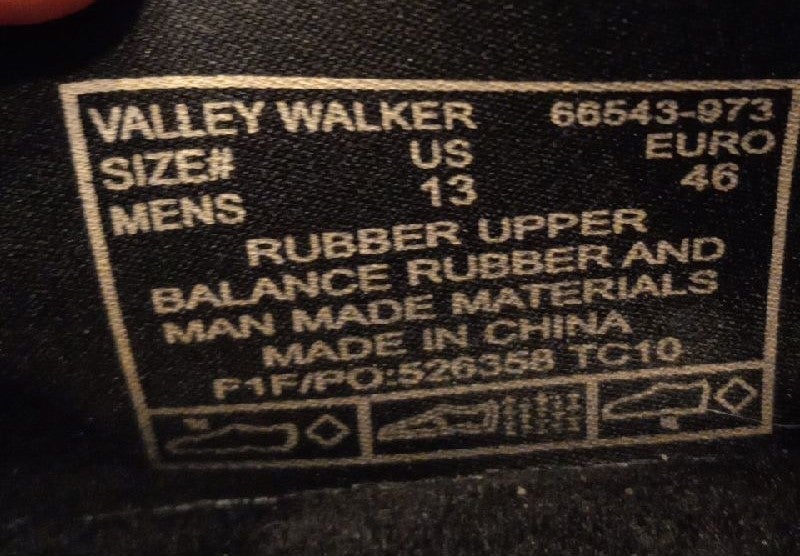 VALLEY WALKER 66543-973
SIZE# US EURO
MENS 13 46
RUBBER UPPER
BALANCE RUBBER AND
MAN MADE MATERIALS
MADE IN CHINA
P1F/PO:526358 TC10